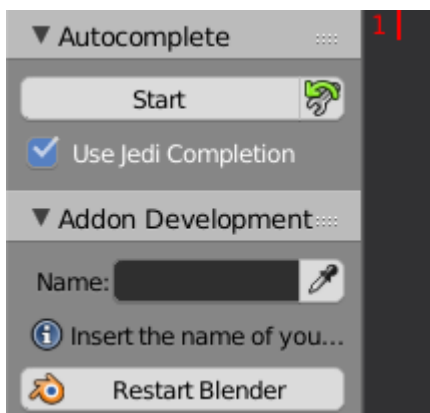 Autocomplete
1
Start
Use Jedi Completion
Addon Development
Name:
Insert the name of you...
Restart Blender